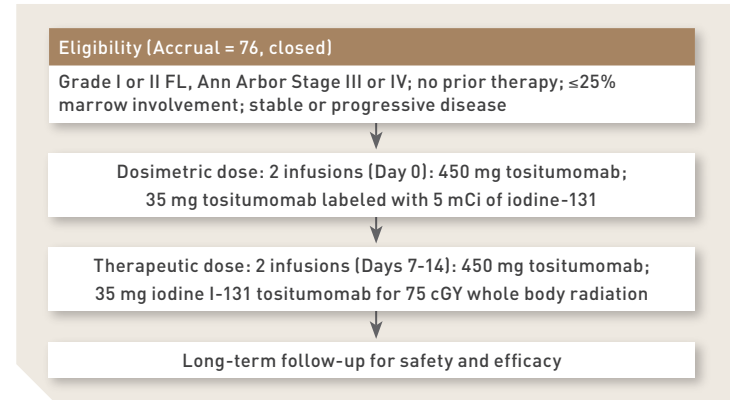 Eligibility (Accrual = 76, closed)
Grade I or II FL, Ann Arbor Stage III or IV; no prior therapy; ≤25%
marrow involvement; stable or progressive disease
Dosimetric dose: 2 infusions (Day 0): 450 mg tositumomab;
35 mg tositumomab labeled with 5 mCi of iodine-131
Therapeutic dose: 2 infusions (Days 7-14): 450 mg tositumomab;
35 mg iodine I-131 tositumomab for 75 cGY whole body radiation
Long-term follow-up for safety and efficacy